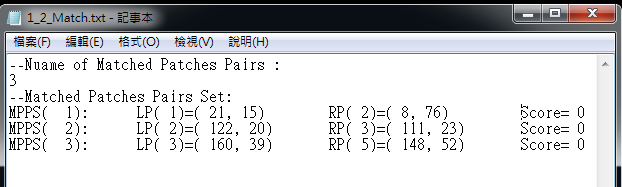 1_2_Match.txt - 記事本
檔案(F) 編輯(E) 格式(O) 檢視(V) 說明(H)
--Nuame of Matched Patches Pairs :
3
--Matched Patches Pairs Set:
MPPS(  1):      LP( 1)=( 21, 15)        RP( 2)=( 8, 76)         Score= 0
MPPS(  2):      LP( 2)=( 122, 20)       RP( 3)=( 111, 23)       Score= 0
MPPS(  3):      LP( 3)=( 160, 39)       RP( 5)=( 148, 52)       Score= 0